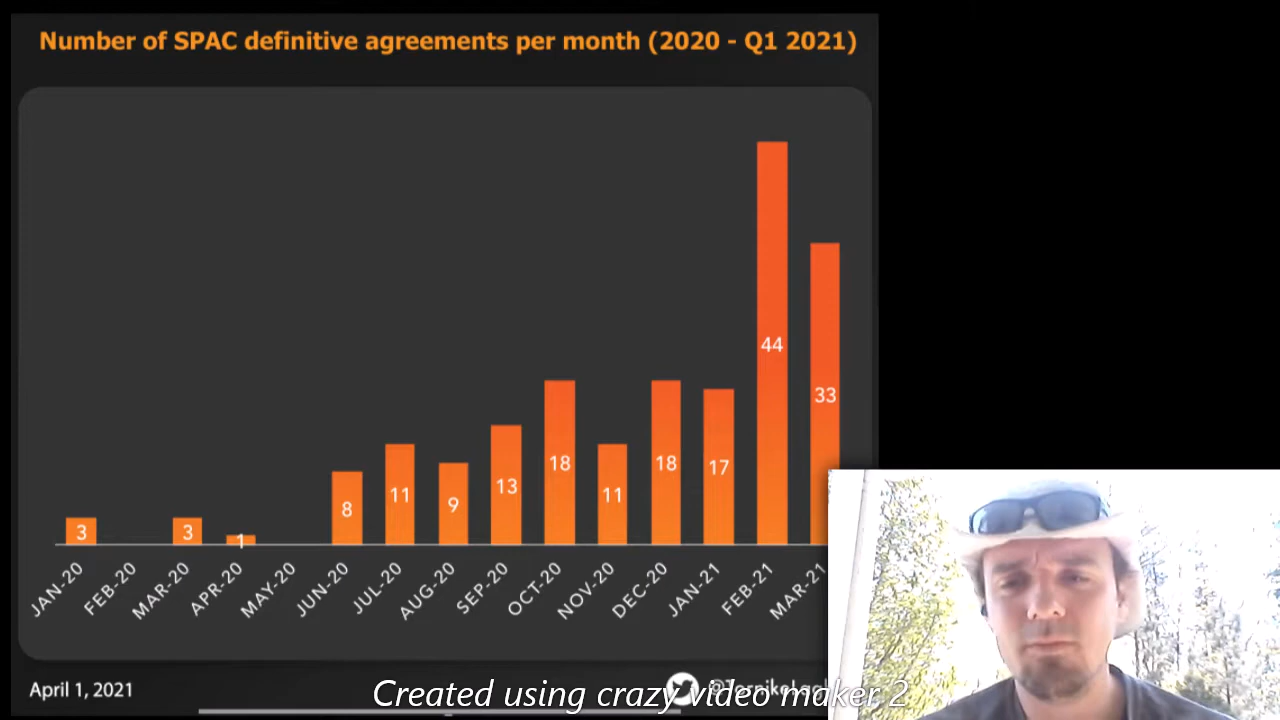 Number of SPAC definitive agreements per month (2020 - Q1 2021)
44
33
18
18
17
13
11
11
9
8
3
3
1
JAN-20
FEB-20
MAR-20
APR-20
MAY-20
JUN-20
JUL-20
AUG-20
SEP-20
OCT-20
NOV-20
DEC-20
JAN-21
FEB-21
MAR-21
April 1, 2021
Created using crazy video maker 2